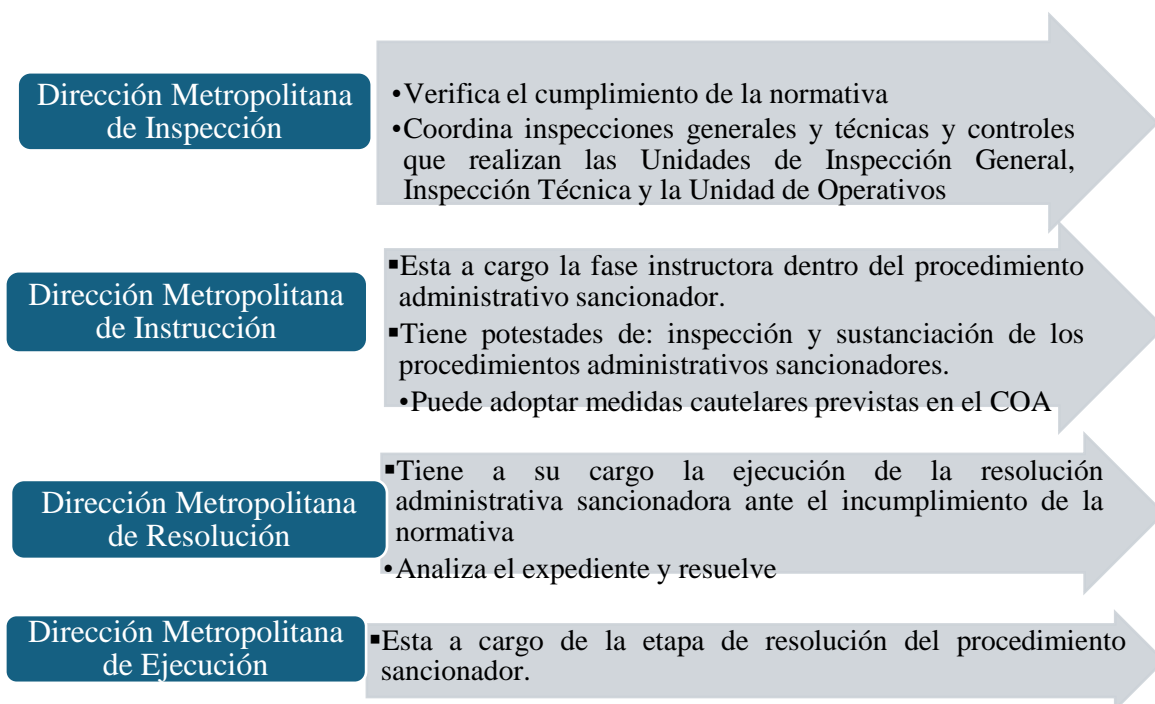 Dirección Metropolitana
de Inspección
•Verifica el cumplimiento de la normativa
•Coordina inspecciones generales y técnicas y controles
que realizan las Unidades de Inspección General,
Inspección Técnica y la Unidad de Operativos
Dirección Metropolitana
de Instrucción
▪Esta a cargo la fase instructora dentro del procedimiento
administrativo sancionador.
▪Tiene potestades de: inspección y sustanciación de los
procedimientos administrativos sancionadores.
•Puede adoptar medidas cautelares previstas en el COA
Dirección Metropolitana
de Resolución
▪Tiene a su cargo la ejecución de la resolución
administrativa sancionadora ante el incumplimiento de la
normativa
•Analiza el expediente y resuelve
Dirección Metropolitana
de Ejecución
▪Esta a cargo de la etapa de resolución del procedimiento
sancionador.